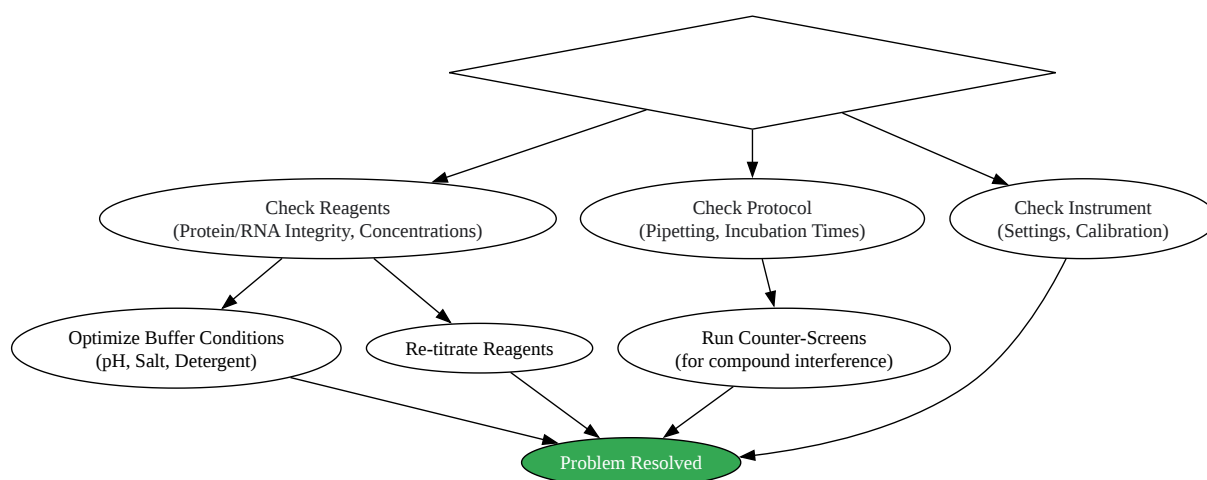 Check Reagents
(Protein/RNA Integrity, Concentrations)
Check Protocol
(Pipetting, Incubation Times)
Check Instrument
(Settings, Calibration)
Optimize Buffer Conditions
(pH, Salt, Detergent)
Re-titrate Reagents
Run Counter-Screens
(for compound interference)
Problem Resolved